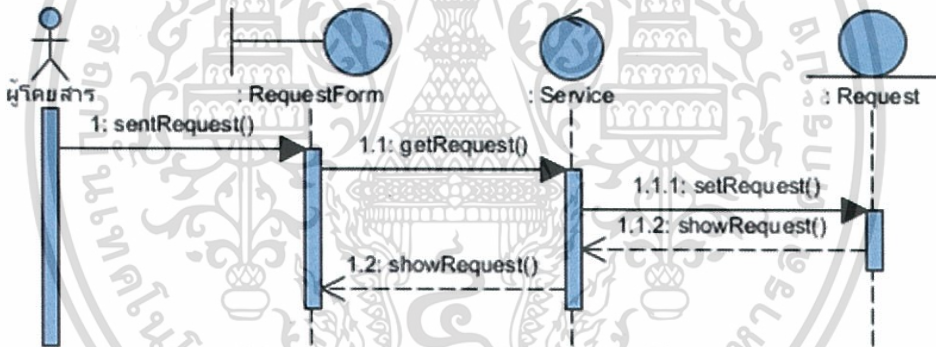 ผู้โดยสาร
: RequestForm
: Service
: Request
1: sentRequest()
1.1: getRequest()
1.1.1: setRequest()
1.1.2: showRequest()
1.2: showRequest()